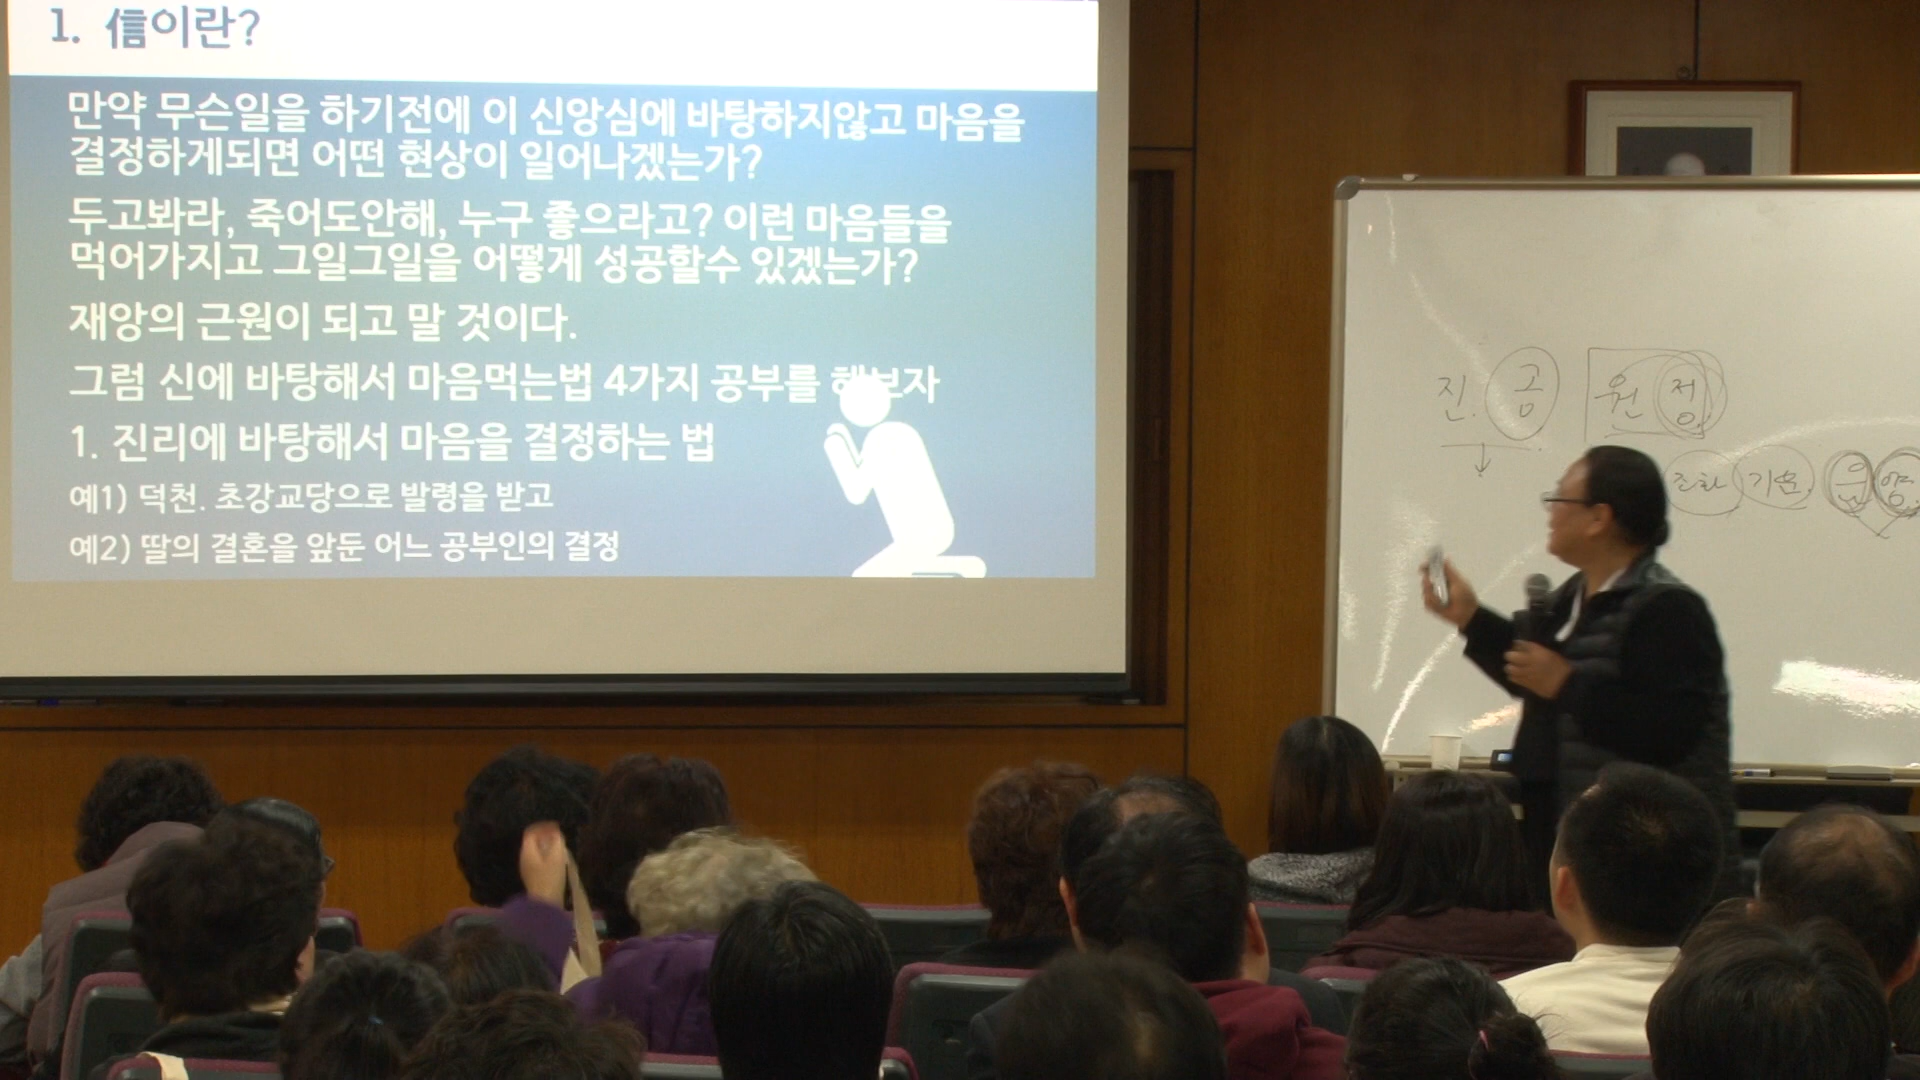 1. 信이란?
만약 무슨일을 하기전에 이 신앙심에 바탕하지않고 마음을
결정하게되면 어떤 현상이 일어나겠는가?
두고봐라, 죽어도안해, 누구 좋으라고? 이런 마음들을
먹어가지고 그일그일을 어떻게 성공할수 있겠는가?
재앙의 근원이 되고 말 것이다.
그럼 신에 바탕해서 마음먹는법 4가지 공부를 해보자
1. 진리에 바탕해서 마음을 결정하는 법
예1) 덕천. 초강교당으로 발령을 받고
예2) 딸의 결혼을 앞둔 어느 공부인의 결정
진. 공 원 정
조화 기운. 음 양